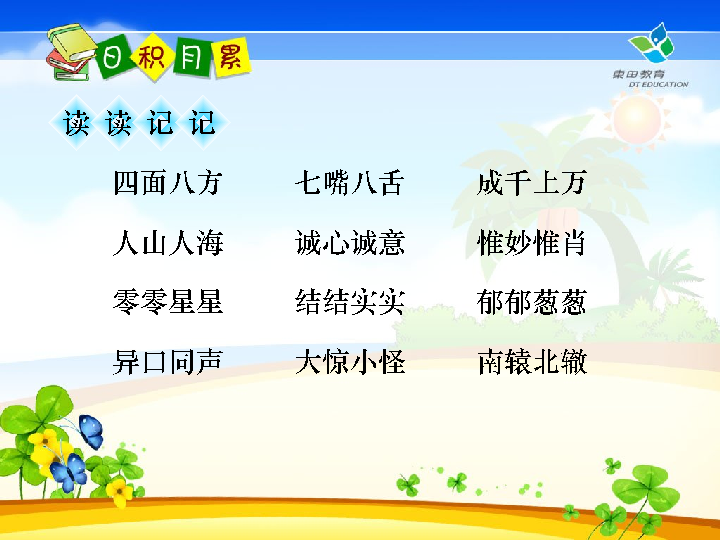 日积月累
東田教育
DT EDUCATION
读读记记
四面八方 七嘴八舌 成千上万
人山人海 诚心诚意 惟妙惟肖
零零星星 结结实实 郁郁葱葱
异口同声 大惊小怪 南辕北辙